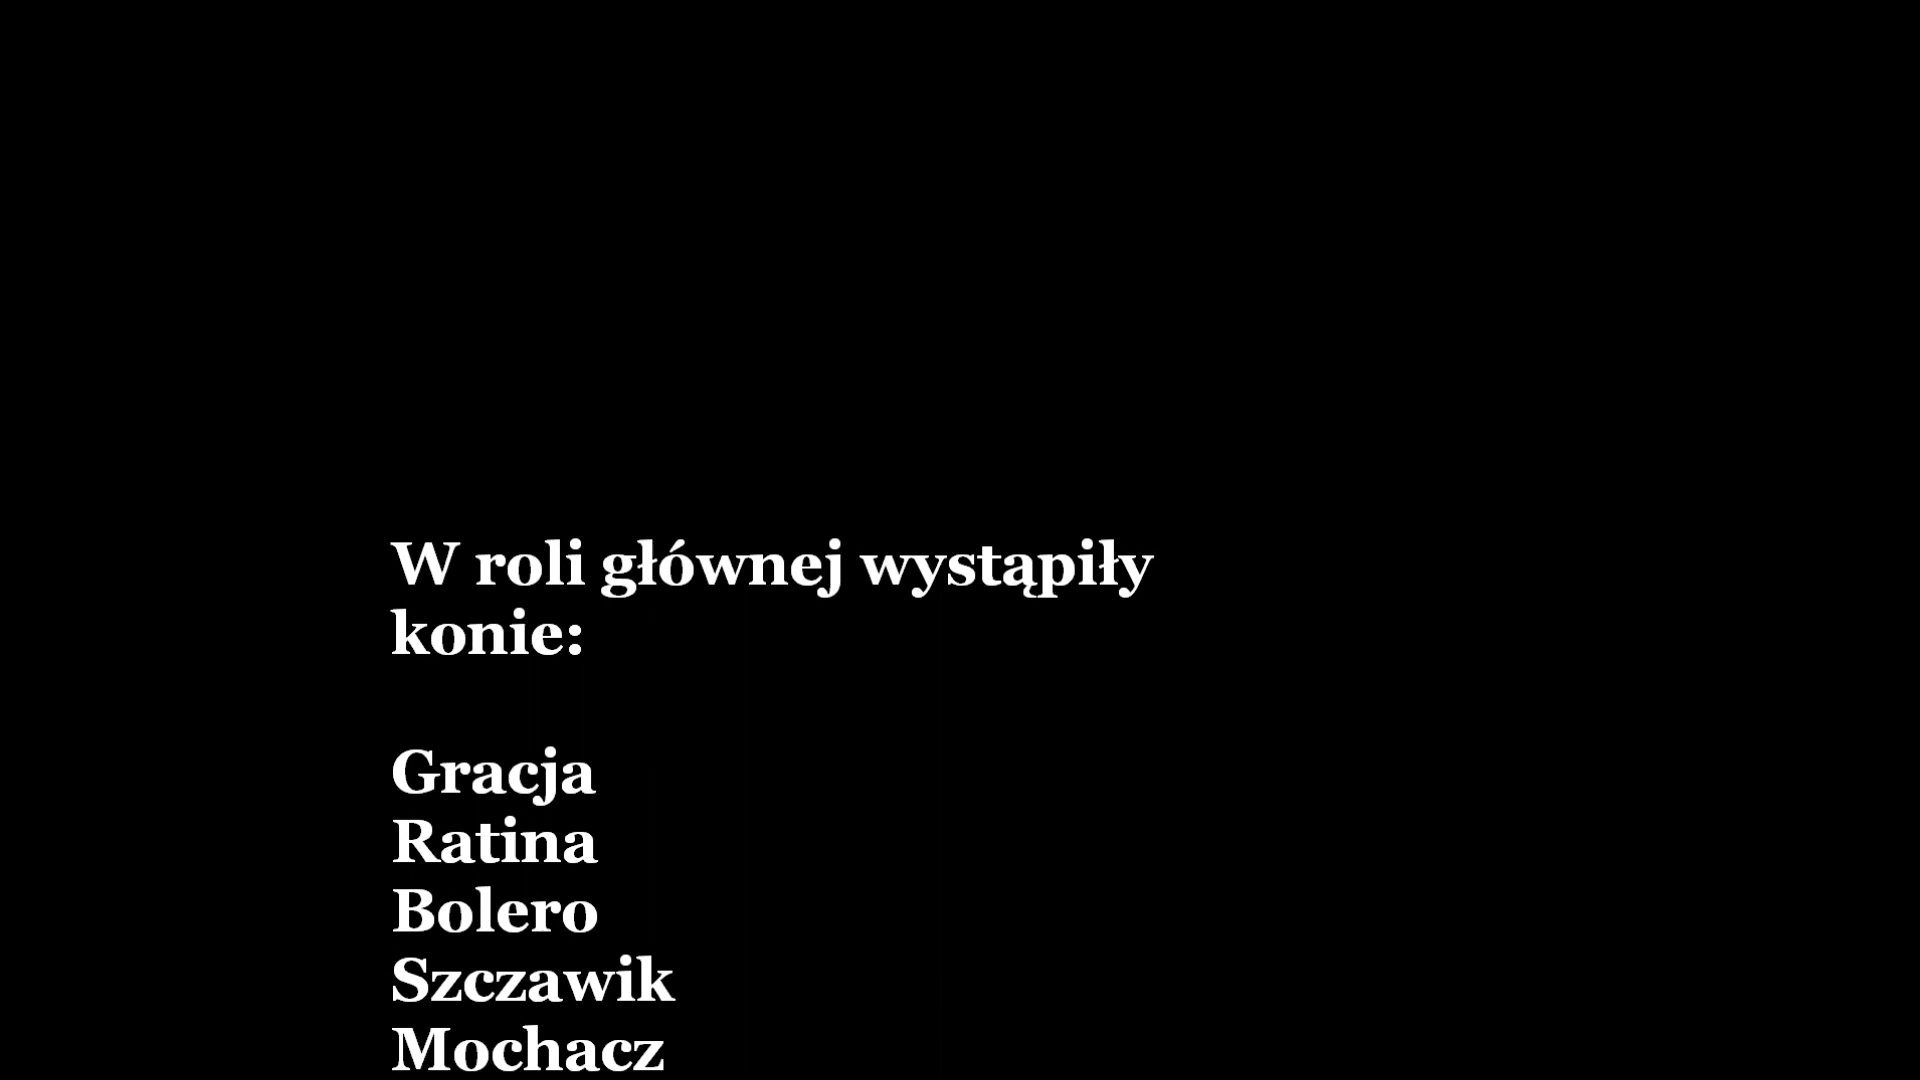 W roli głównej wystąpiły
konie:
Gracja
Ratina
Bolero
Szczawik
Mochacz